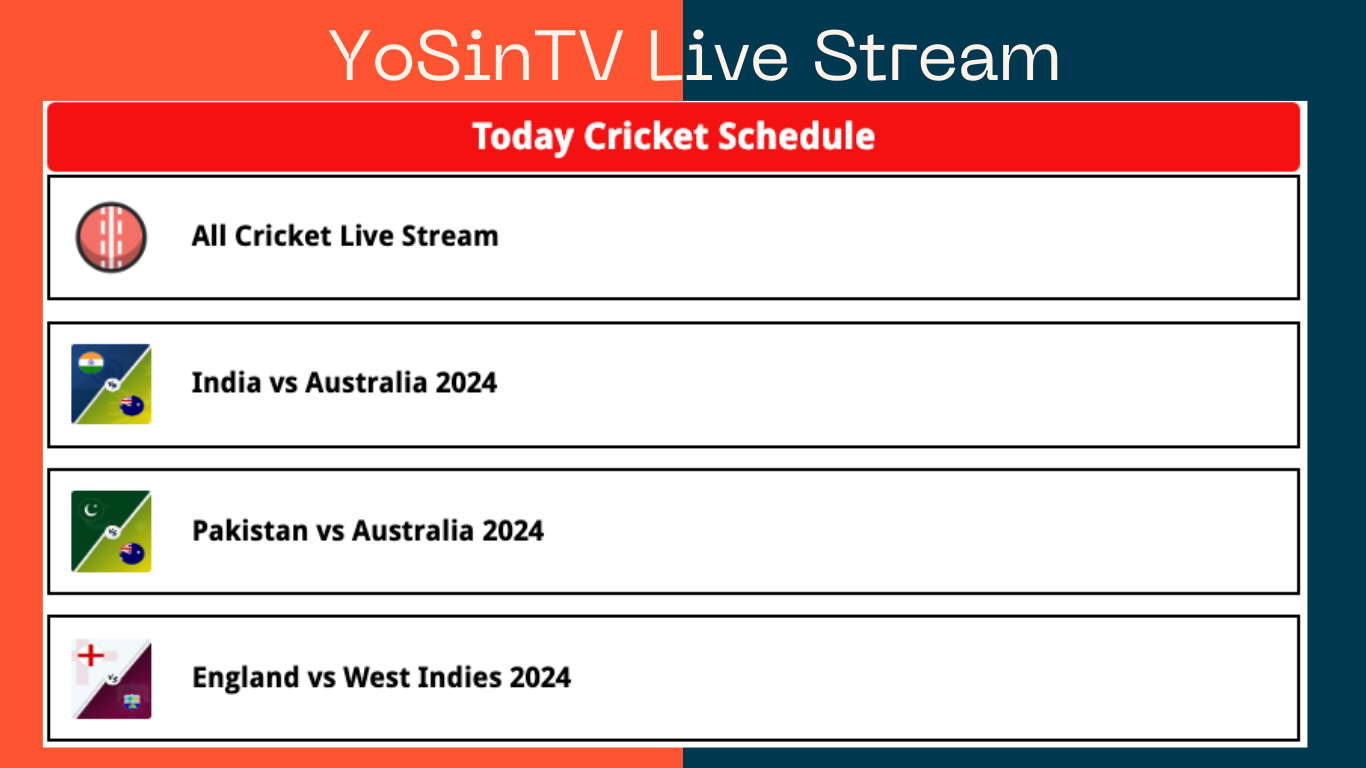 YoSinTV Live Stream
Today Cricket Schedule
All Cricket Live Stream
India vs Australia 2024
Pakistan vs Australia 2024
England vs West Indies 2024